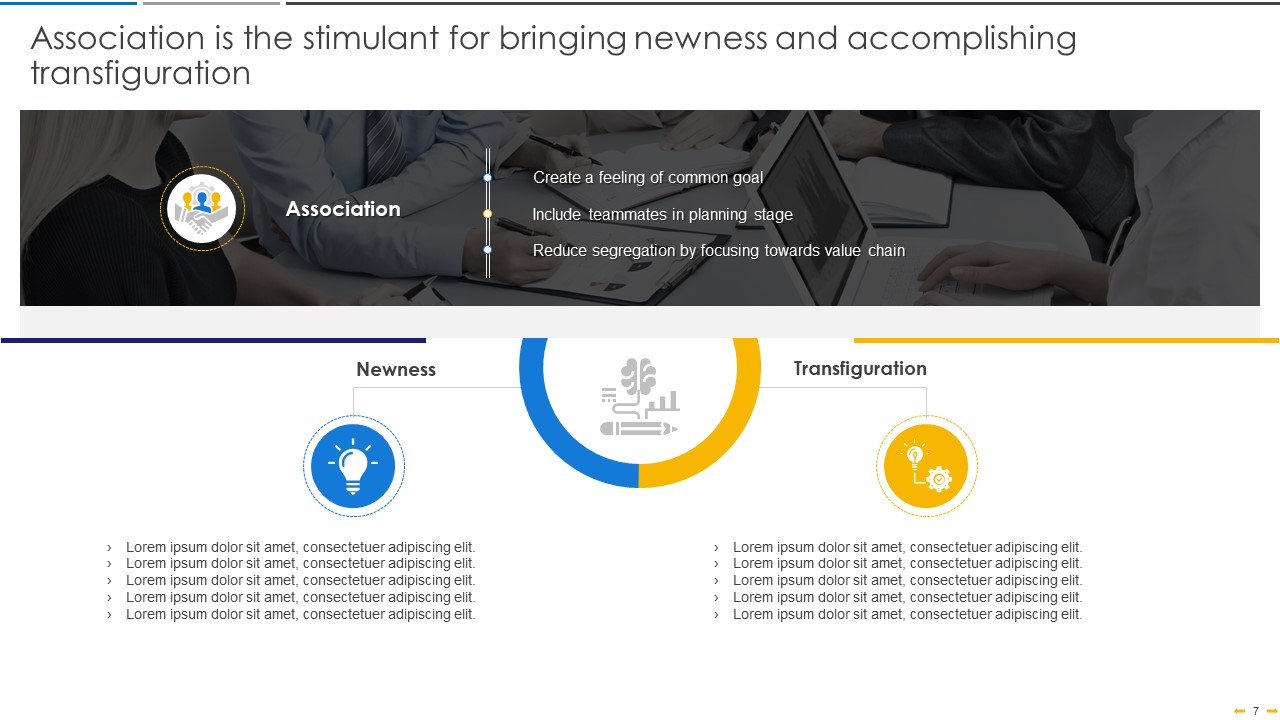 Association is the stimulant for bringing newness and accomplishing
transfiguration
Association
Create a feeling of common goal
Include teammates in planning stage
Reduce segregation by focusing towards value chain
Newness
Transfiguration
› Lorem ipsum dolor sit amet, consectetuer adipiscing elit.
› Lorem ipsum dolor sit amet, consectetuer adipiscing elit.
› Lorem ipsum dolor sit amet, consectetuer adipiscing elit.
› Lorem ipsum dolor sit amet, consectetuer adipiscing elit.
› Lorem ipsum dolor sit amet, consectetuer adipiscing elit.
› Lorem ipsum dolor sit amet, consectetuer adipiscing elit.
› Lorem ipsum dolor sit amet, consectetuer adipiscing elit.
› Lorem ipsum dolor sit amet, consectetuer adipiscing elit.
› Lorem ipsum dolor sit amet, consectetuer adipiscing elit.
› Lorem ipsum dolor sit amet, consectetuer adipiscing elit.
7